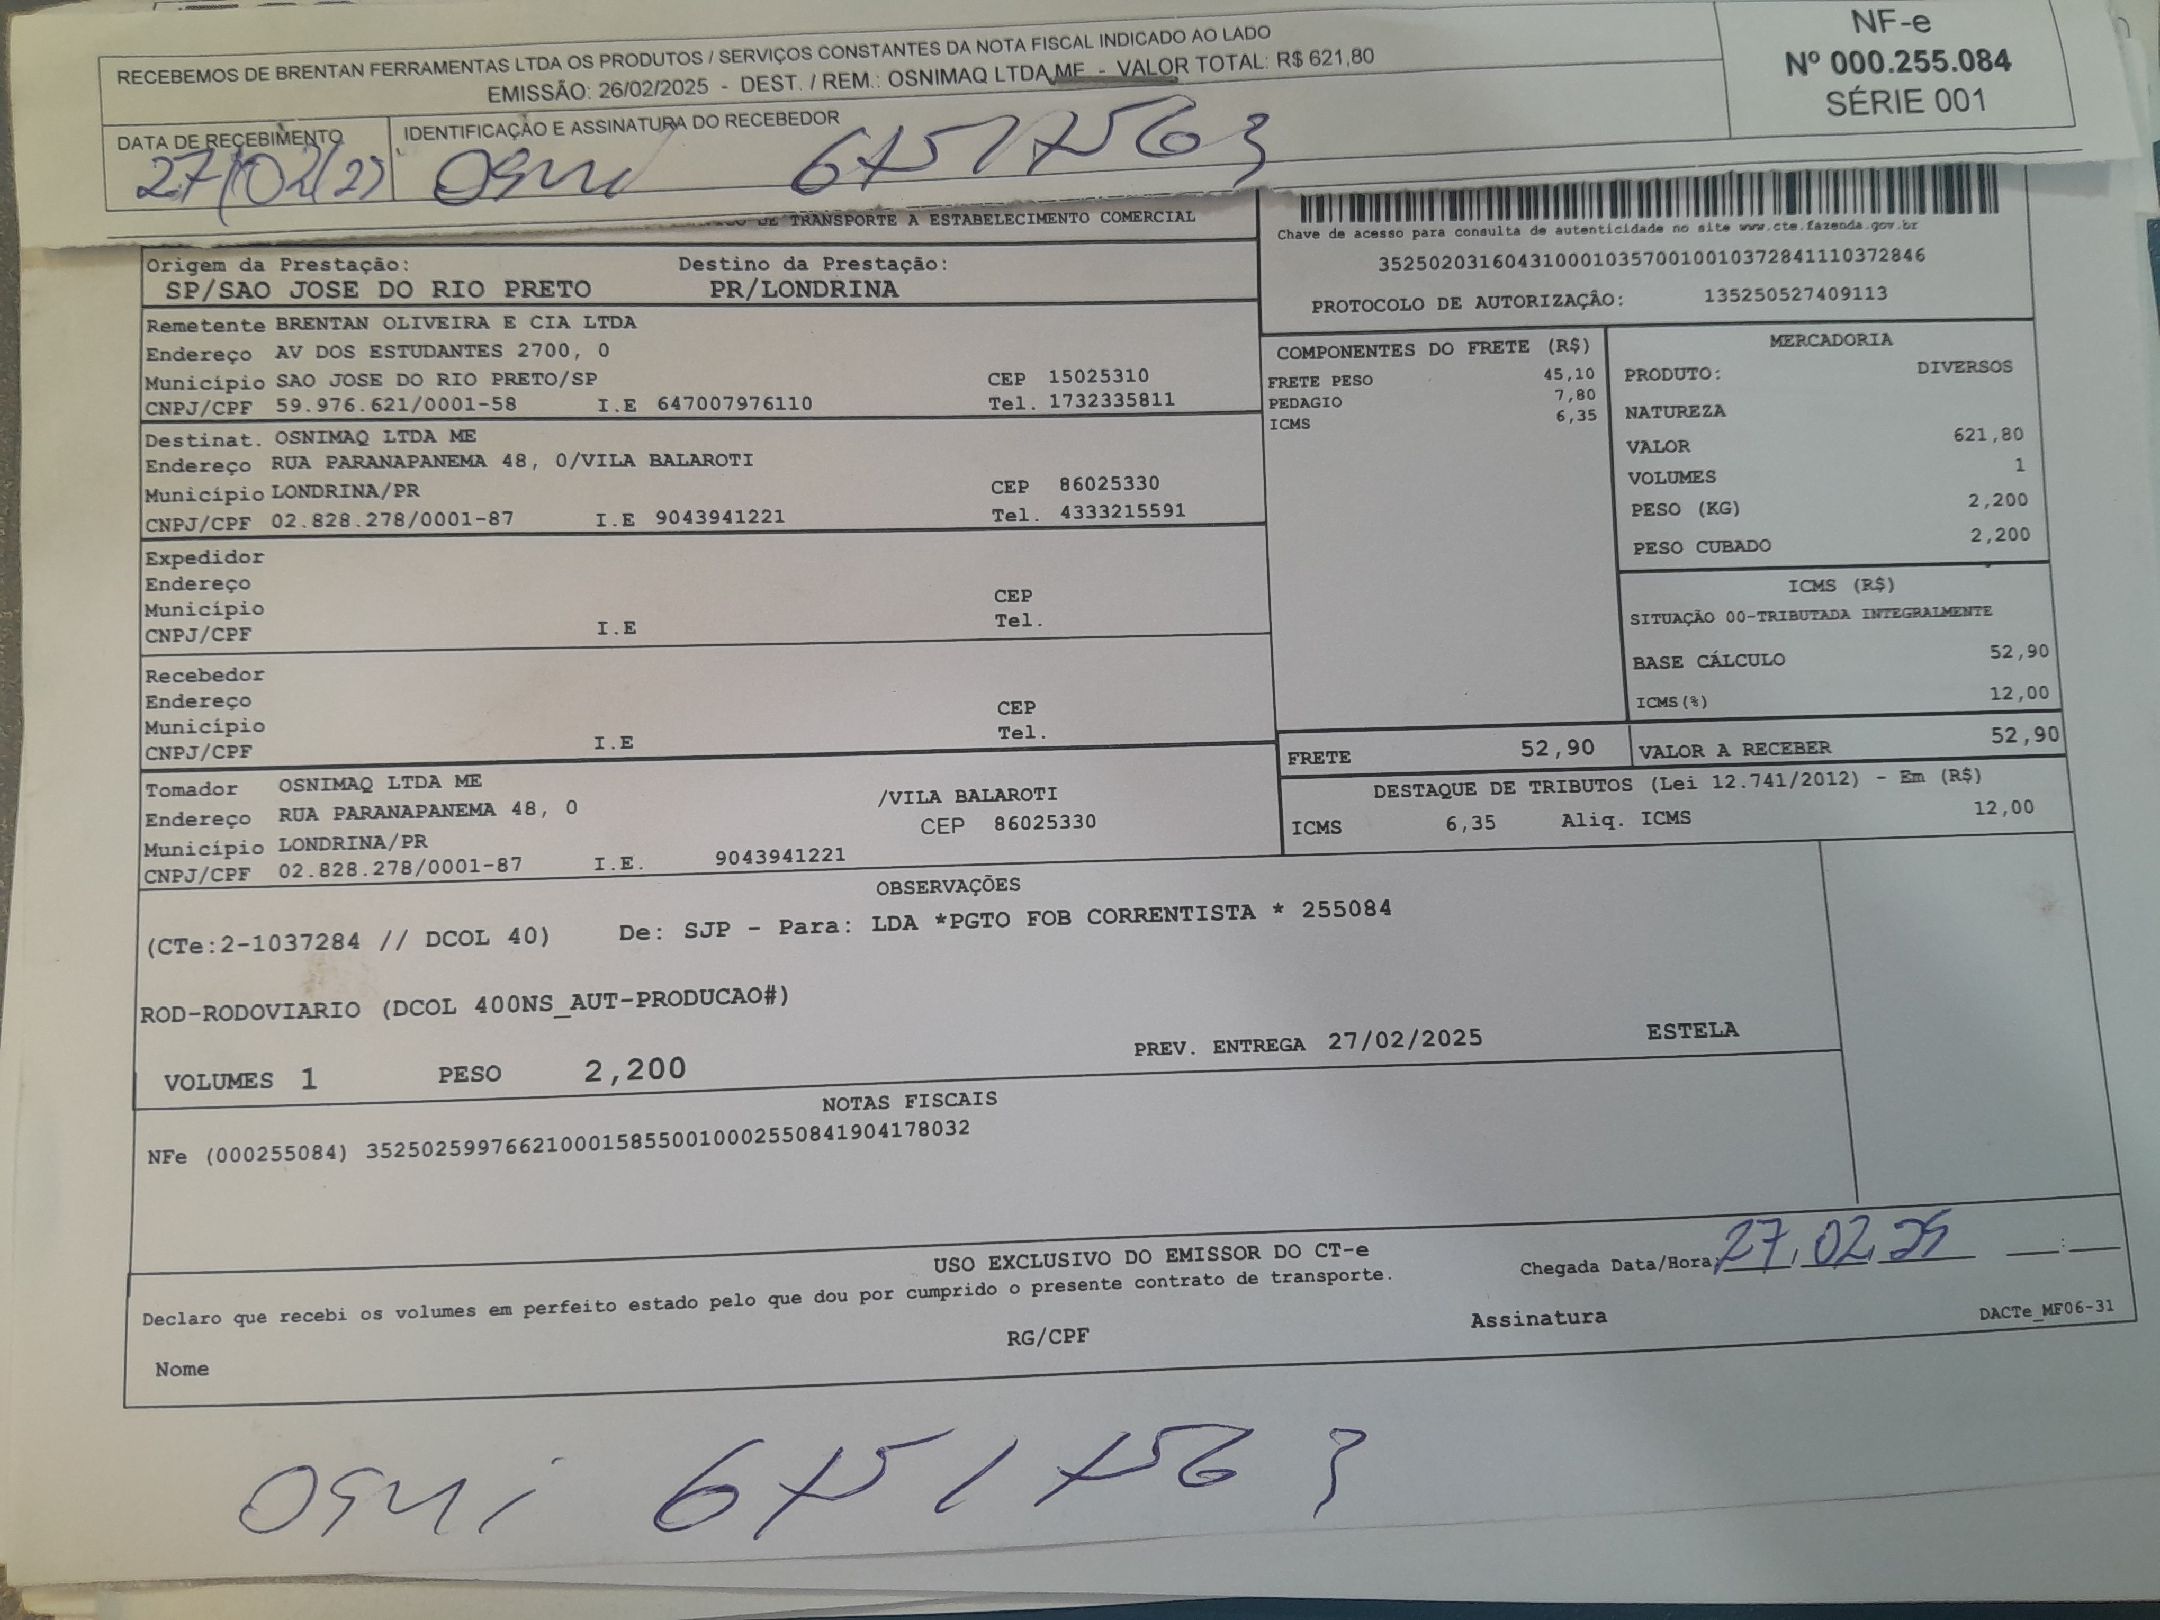 RECEBEMOS DE BRENTAN FERRAMENTAS LTDA OS PRODUTOS / SERVIÇOS CONSTANTES DA NOTA FISCAL INDICADO AO LADO
EMISSÃO: 26/02/2025 - DEST. / REM.: OSNIMAQ LTDA ME - VALOR TOTAL: R$ 621,80
NF-e
Nº 000.255.084
SÉRIE 001
DATA DE RECEBIMENTO
27/02/25
IDENTIFICAÇÃO E ASSINATURA DO RECEBEDOR
Osni 67517563
DE TRANSPORTE A ESTABELECIMENTO COMERCIAL
Chave de acesso para consulta de autenticidade no site www.cte.fazenda.gov.br
35250203160431000103570010010372841110372846
PROTOCOLO DE AUTORIZAÇÃO: 135250527409113
Origem da Prestação: Destino da Prestação:
SP/SAO JOSE DO RIO PRETO PR/LONDRINA
Remetente BRENTAN OLIVEIRA E CIA LTDA
Endereço AV DOS ESTUDANTES 2700, 0
Município SAO JOSE DO RIO PRETO/SP CEP 15025310
CNPJ/CPF 59.976.621/0001-58 I.E 647007976110 Tel. 1732335811
Destinat. OSNIMAQ LTDA ME
Endereço RUA PARANAPANEMA 48, 0/VILA BALAROTI
Município LONDRINA/PR CEP 86025330
CNPJ/CPF 02.828.278/0001-87 I.E 9043941221 Tel. 4333215591
Expedidor
Endereço
Município CEP
CNPJ/CPF I.E Tel.
Recebedor
Endereço
Município CEP
CNPJ/CPF I.E Tel.
Tomador OSNIMAQ LTDA ME
Endereço RUA PARANAPANEMA 48, 0 /VILA BALAROTI
Município LONDRINA/PR CEP 86025330
CNPJ/CPF 02.828.278/0001-87 I.E. 9043941221
COMPONENTES DO FRETE (R$)
FRETE PESO 45,10
PEDAGIO 7,80
ICMS 6,35
MERCADORIA
PRODUTO: DIVERSOS
NATUREZA
VALOR 621,80
VOLUMES 1
PESO (KG) 2,200
PESO CUBADO 2,200
ICMS (R$)
SITUAÇÃO 00-TRIBUTADA INTEGRALMENTE
BASE CÁLCULO 52,90
ICMS(%) 12,00
FRETE 52,90 VALOR A RECEBER 52,90
DESTAQUE DE TRIBUTOS (Lei 12.741/2012) - Em (R$)
ICMS 6,35 Aliq. ICMS 12,00
OBSERVAÇÕES
(CTe:2-1037284 // DCOL 40) De: SJP - Para: LDA *PGTO FOB CORRENTISTA * 255084
ROD-RODOVIARIO (DCOL 400NS_AUT-PRODUCAO#)
PREV. ENTREGA 27/02/2025 ESTELA
VOLUMES 1 PESO 2,200
NOTAS FISCAIS
NFe (000255084) 35250259976621000158550010002550841904178032
USO EXCLUSIVO DO EMISSOR DO CT-e
Declaro que recebi os volumes em perfeito estado pelo que dou por cumprido o presente contrato de transporte.
Chegada Data/Hora 27,02,25 __:__
Nome RG/CPF Assinatura DACTe_MF06-31
Osni 67517563